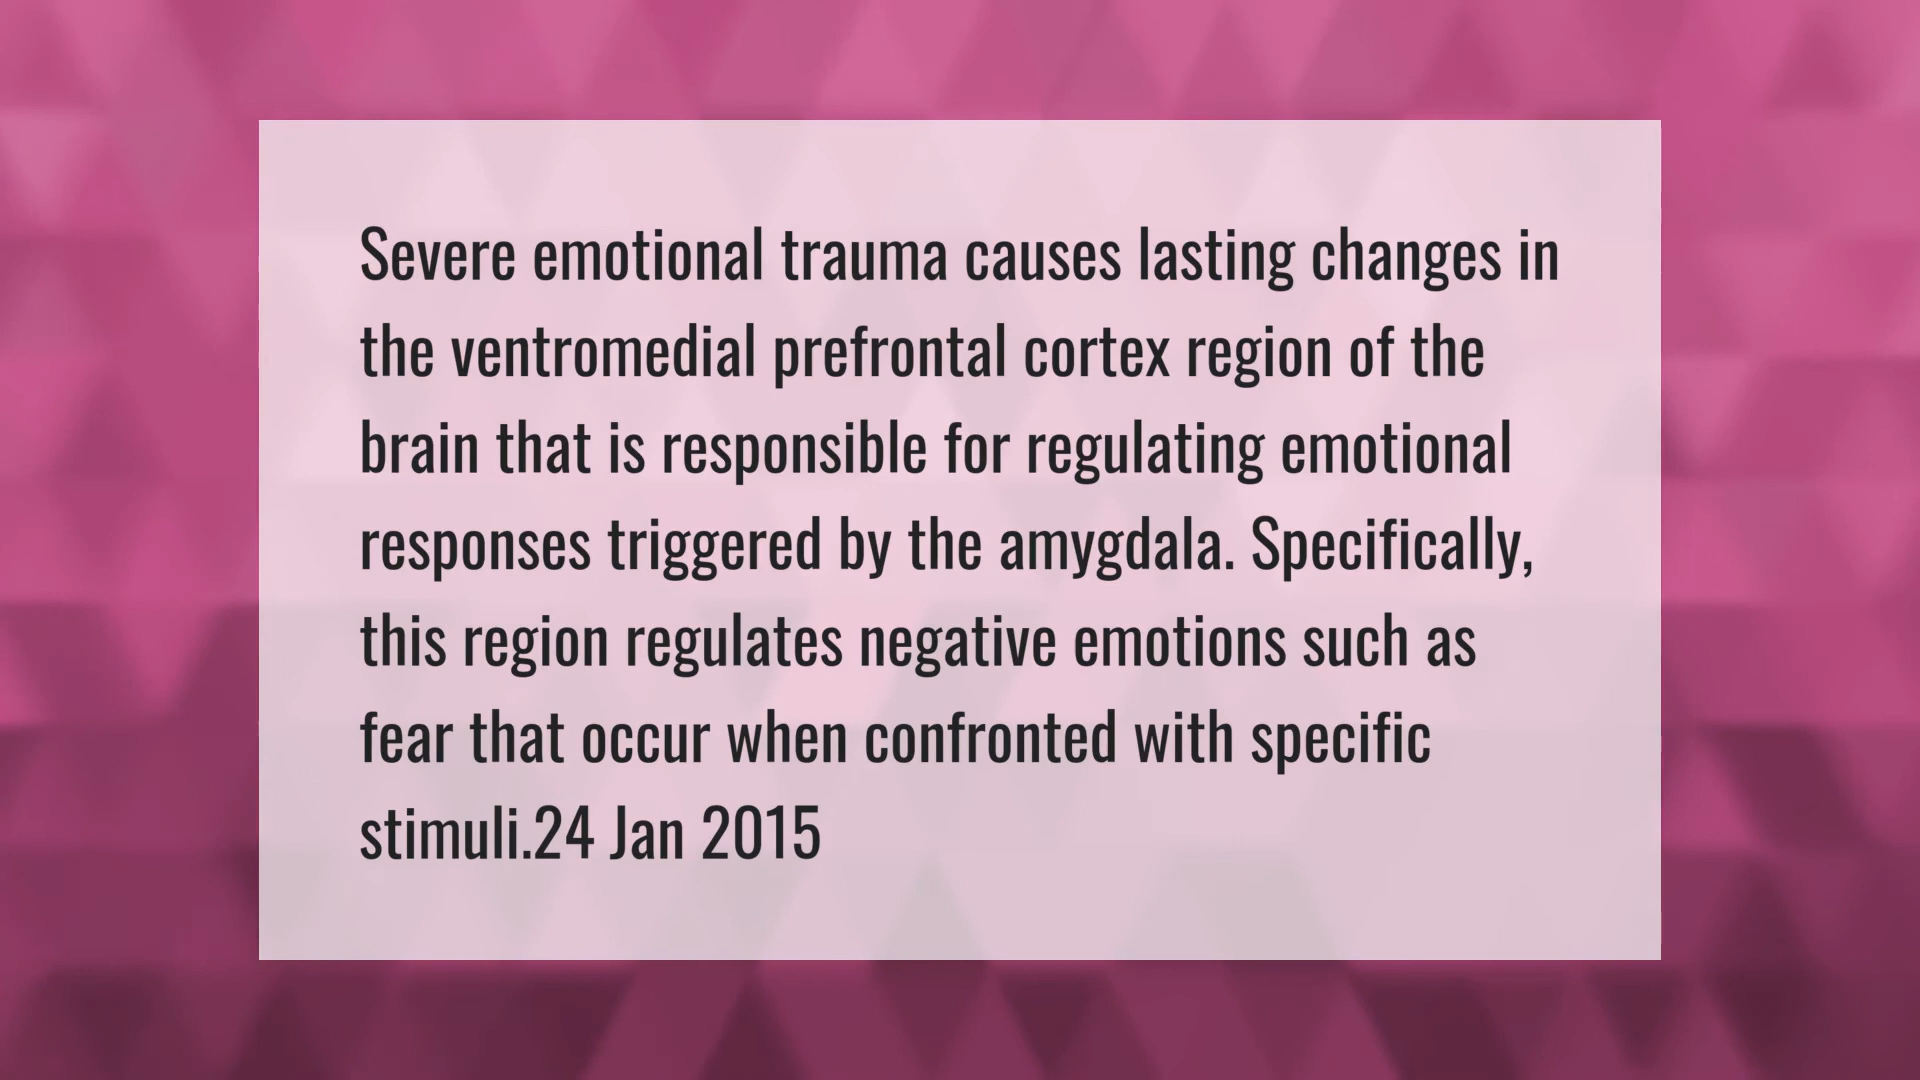 Severe emotional trauma causes lasting changes in
the ventromedial prefrontal cortex region of the
brain that is responsible for regulating emotional
responses triggered by the amygdala. Specifically,
this region regulates negative emotions such as
fear that occur when confronted with specific
stimuli.24 Jan 2015